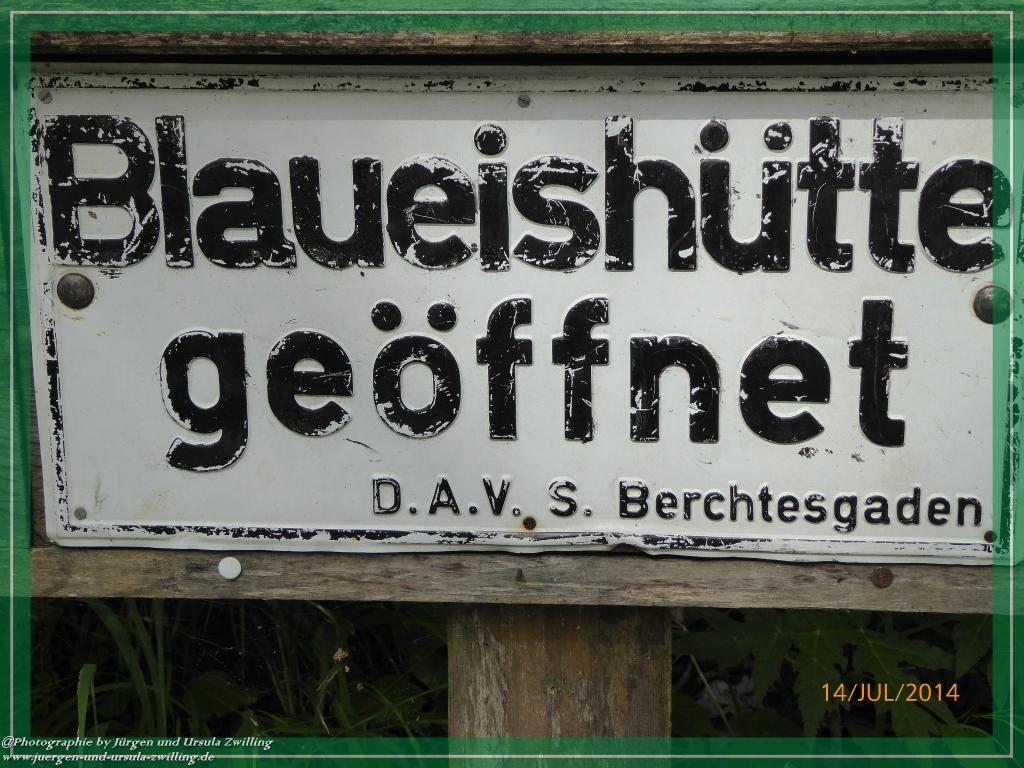 Blaueishütte
geöffnet
D.A.V. S. Berchtesgaden
14/JUL/2014
@Photographie by Jürgen und Ursula Zwilling
www.juergen-und-ursula-zwilling.de